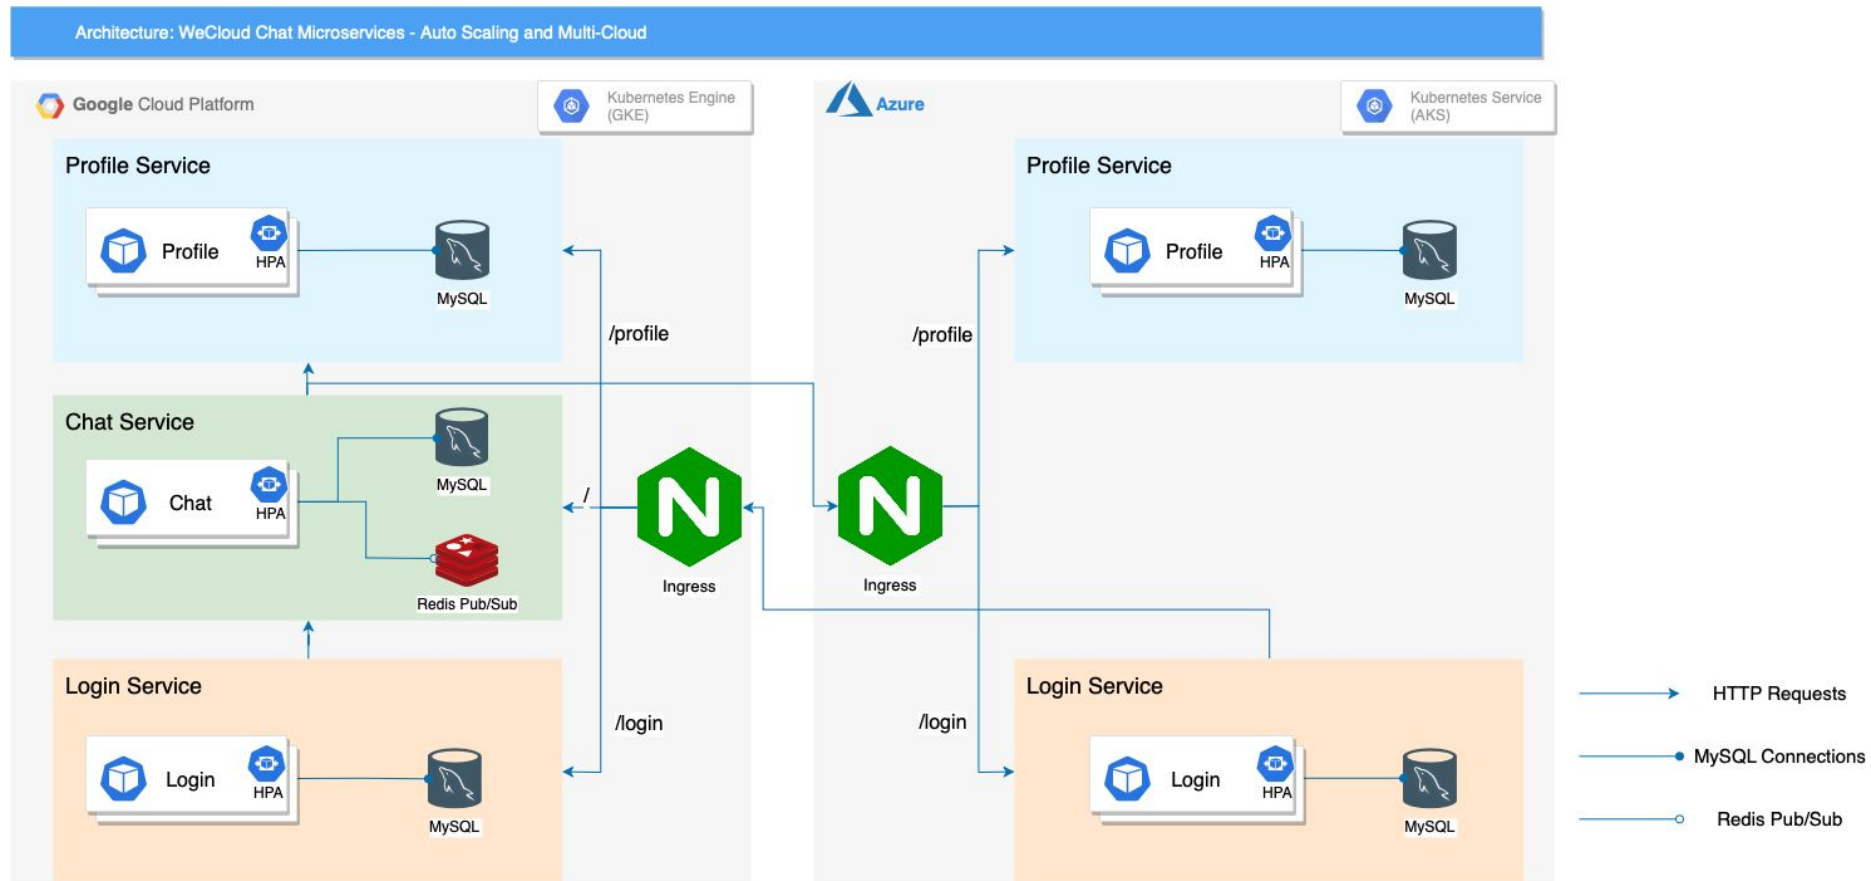 Architecture: WeCloud Chat Microservices - Auto Scaling and Multi-Cloud
Google Cloud Platform
Kubernetes Engine
(GKE)
Profile Service
Profile
HPA
MySQL
/profile
Chat Service
Chat
HPA
MySQL
Redis Pub/Sub
/
N
Ingress
Login Service
Login
HPA
MySQL
/login
Azure
Kubernetes Service
(AKS)
Profile Service
Profile
HPA
MySQL
/profile
N
Ingress
Login Service
Login
HPA
MySQL
/login
HTTP Requests
MySQL Connections
Redis Pub/Sub